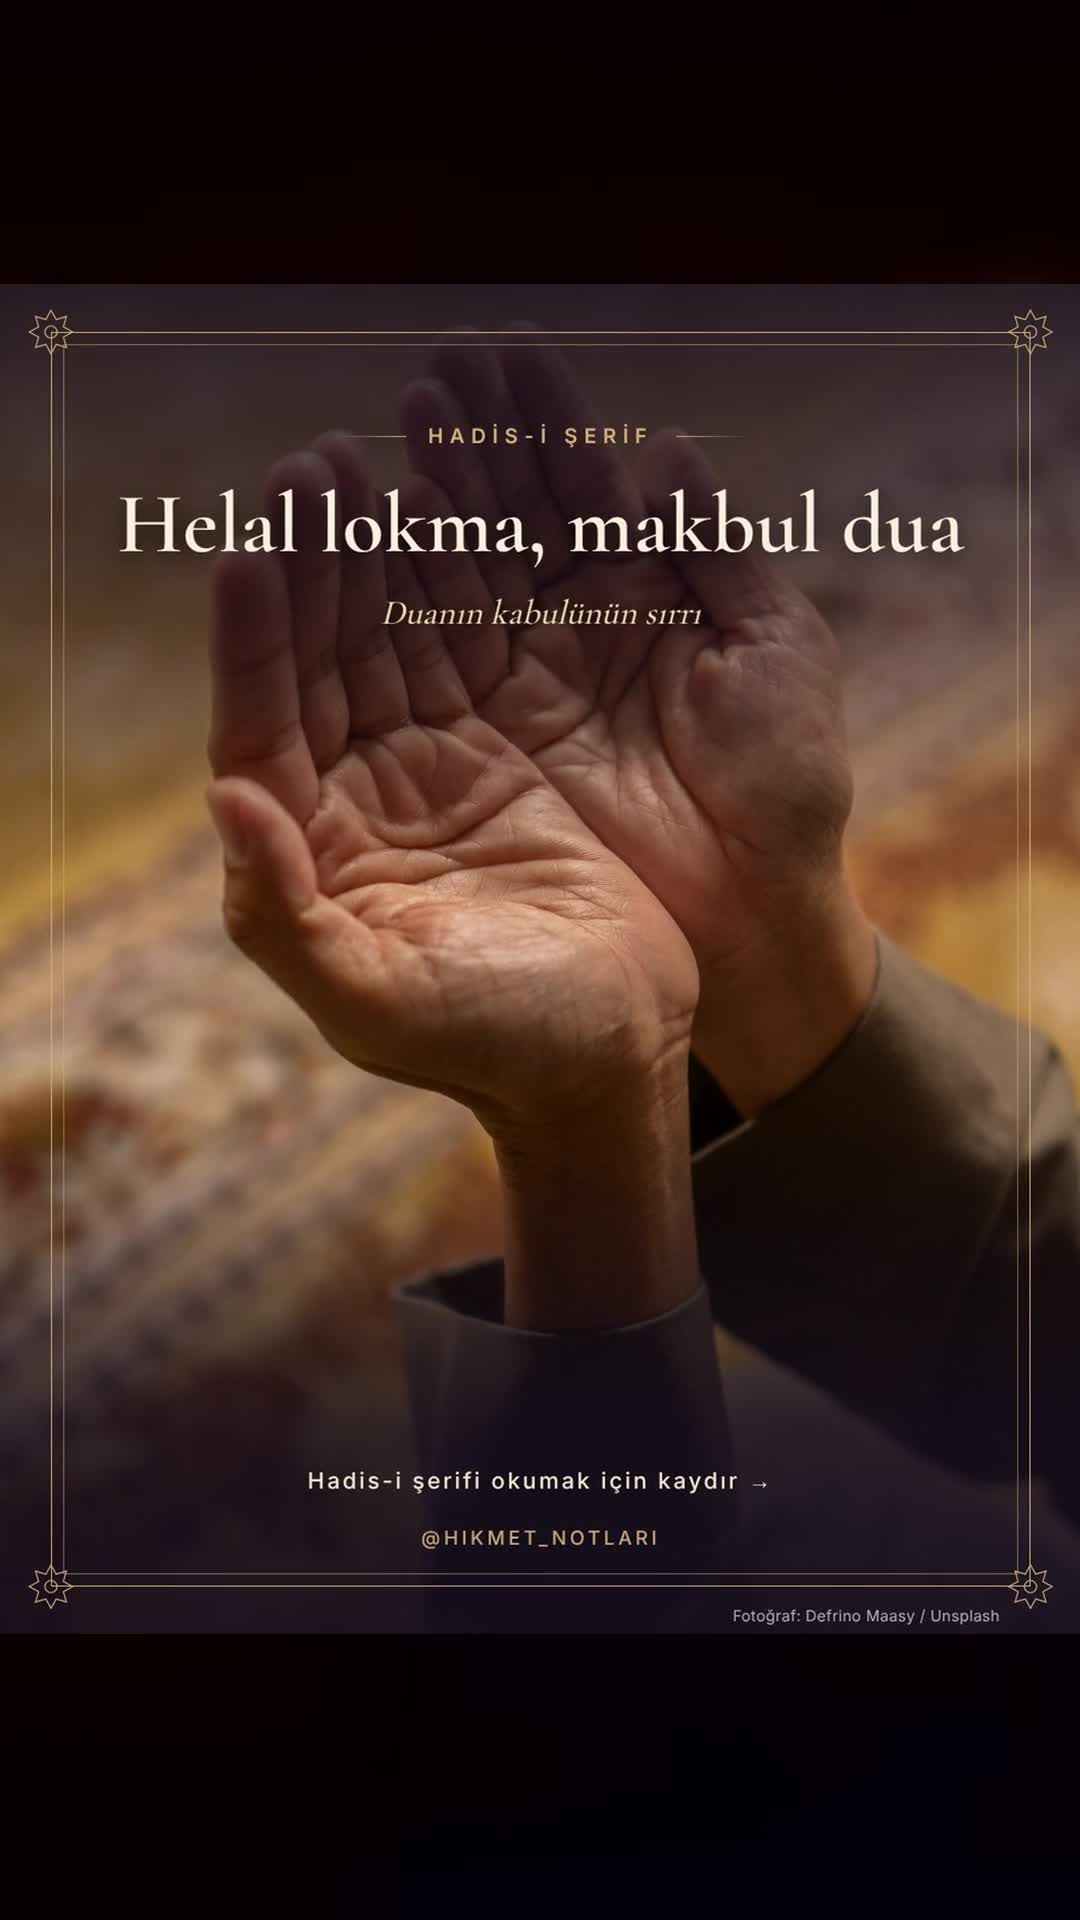 HADİS-İ ŞERİF
Helal lokma, makbul dua
Duanın kabulünün sırrı
Hadis-i şerifi okumak için kaydır →
@HIKMET_NOTLARI
Fotoğraf: Defrino Maasy / Unsplash